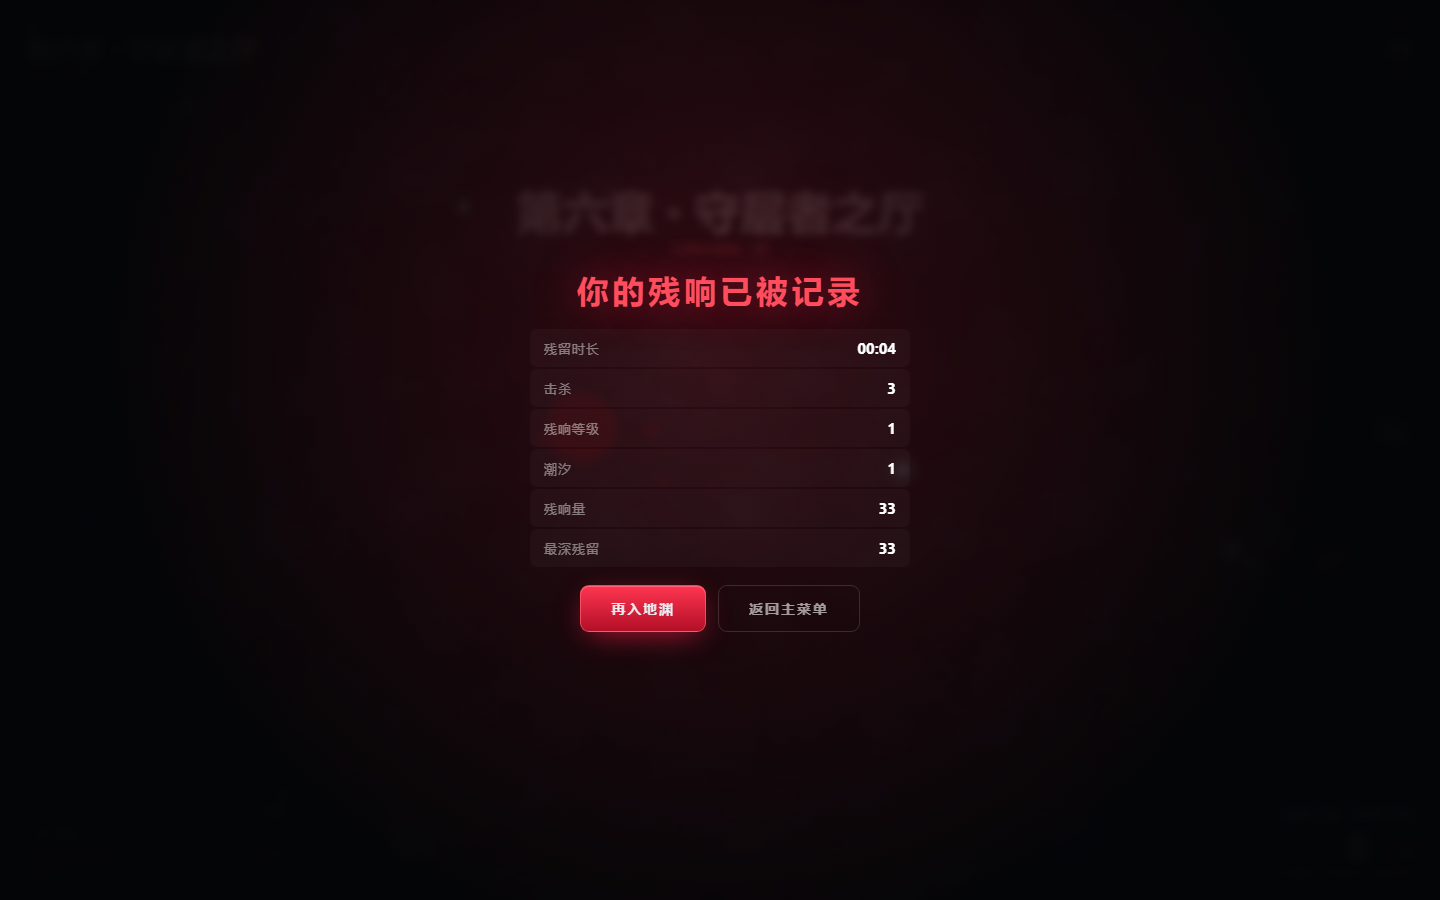 第六章·守层者之厅
你的残响已被记录
残留时长 00:04
击杀 3
残响等级 1
潮汐 1
残响量 33
最深残留 33
再入地渊
返回主菜单